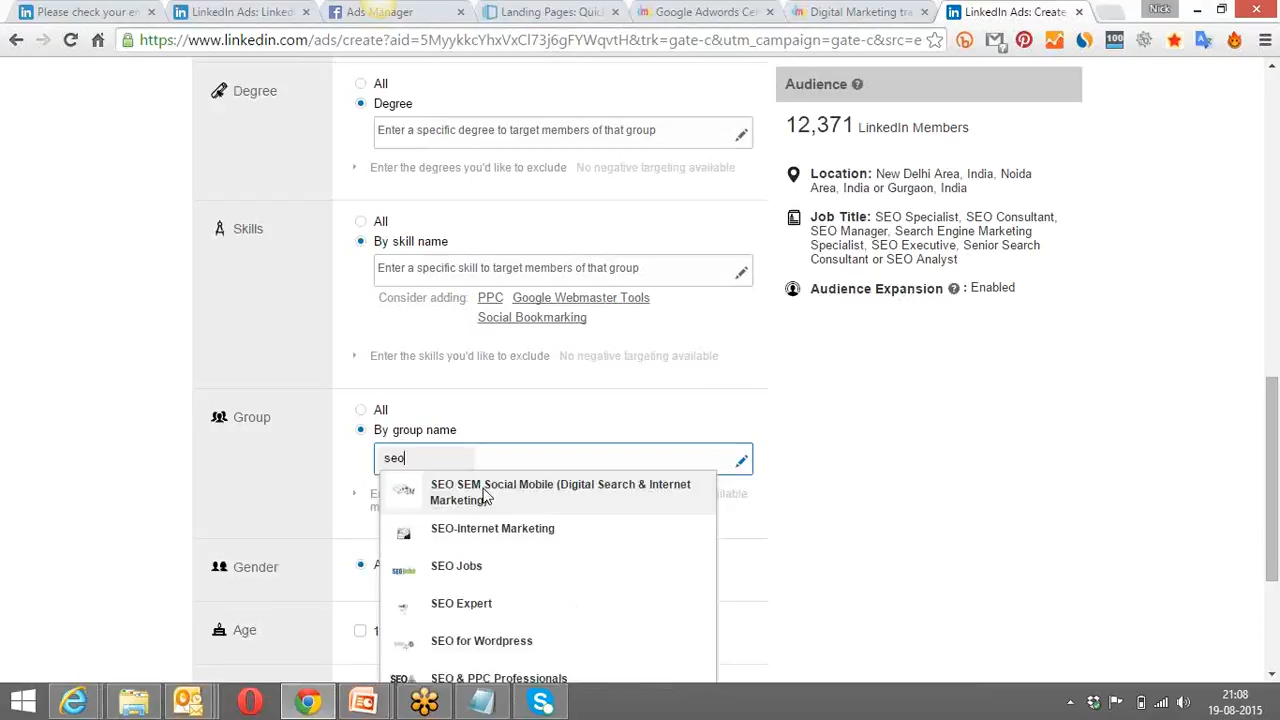 Nick
Please check your en
LinkedIn Ads: Linked
Ads Manager
Landing Pages: Quic
Google Adwords Ce
Digital Marketing tra
LinkedIn Ads: Create
https://www.linkedin.com/ads/create?aid=5MyykkcYhxVxCl73j6gFYWqvtH&trk=gate-c&utm_campaign=gate-c&src=e
100
Degree
All
Degree
Enter a specific degree to target members of that group
Enter the degrees you'd like to exclude No negative targeting available
Skills
All
By skill name
Enter a specific skill to target members of that group
Consider adding: PPC Google Webmaster Tools
Social Bookmarking
Enter the skills you'd like to exclude No negative targeting available
Group
All
By group name
seo
SEO SEM Social Mobile (Digital Search & Internet
Marketing)
SEO-Internet Marketing
SEO Jobs
SEO Expert
SEO for Wordpress
SEO & PPC Professionals
Gender
Age
Audience
12,371 LinkedIn Members
Location: New Delhi Area, India, Noida
Area, India or Gurgaon, India
Job Title: SEO Specialist, SEO Consultant,
SEO Manager, Search Engine Marketing
Specialist, SEO Executive, Senior Search
Consultant or SEO Analyst
Audience Expansion : Enabled
21:08
19-08-2015